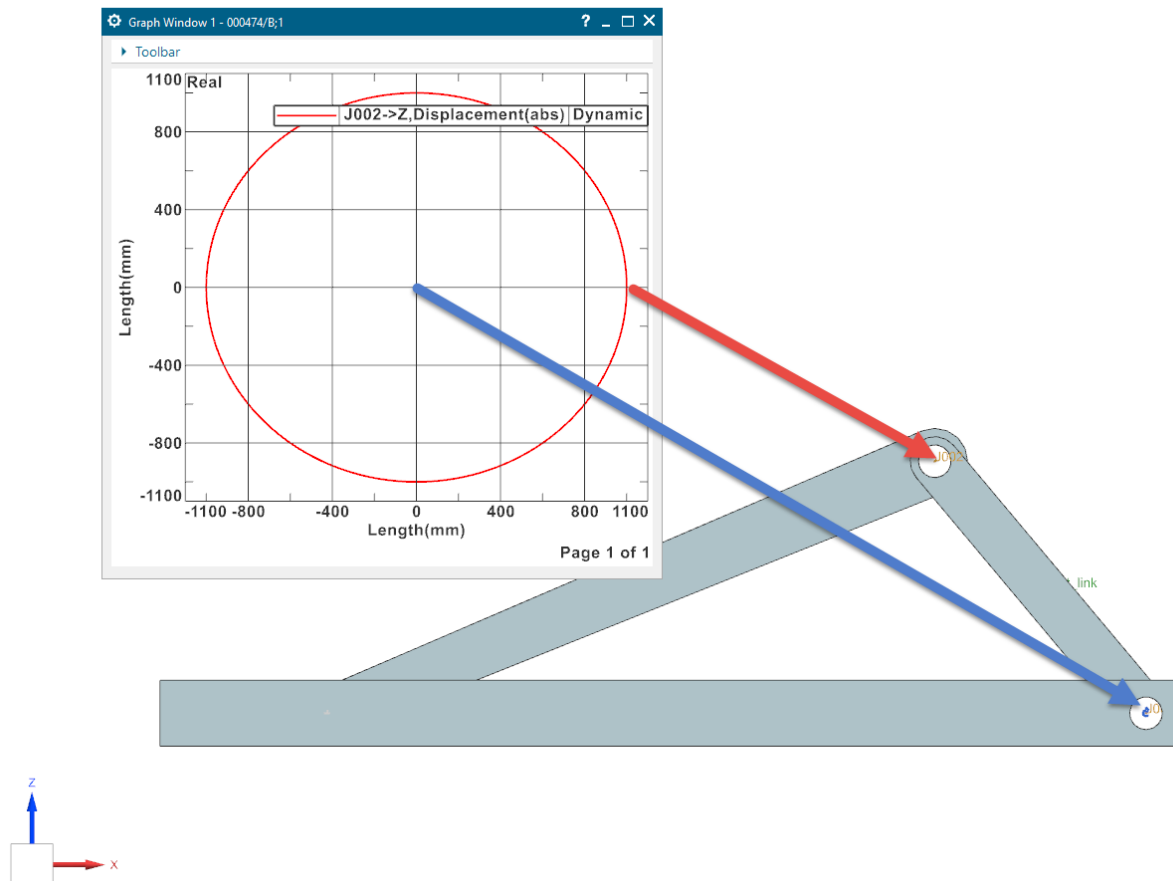 Graph Window 1 - 000474/B;1
Toolbar
Real
J002->Z,Displacement(abs) Dynamic
1100
800
400
0
-400
-800
-1100
Length(mm)
-1100 -800 -400 0 400 800 1100
Length(mm)
Page 1 of 1
J002
link
J0
Z
X